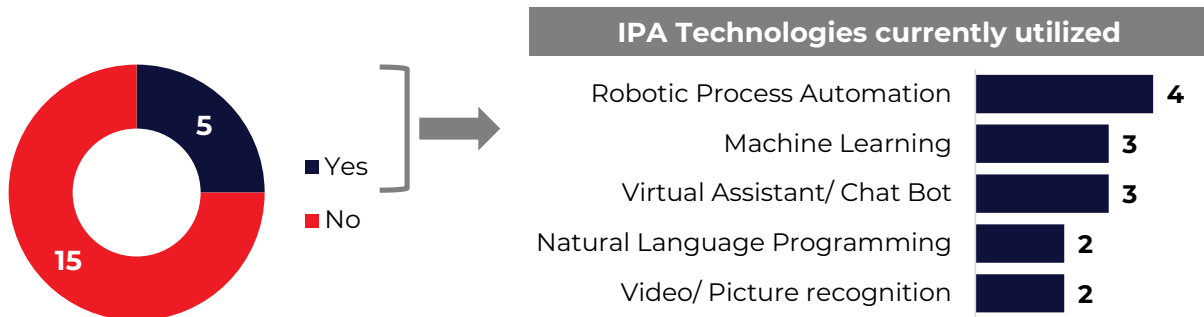 5
15
Yes
No
IPA Technologies currently utilized
Robotic Process Automation 4
Machine Learning 3
Virtual Assistant/ Chat Bot 3
Natural Language Programming 2
Video/ Picture recognition 2